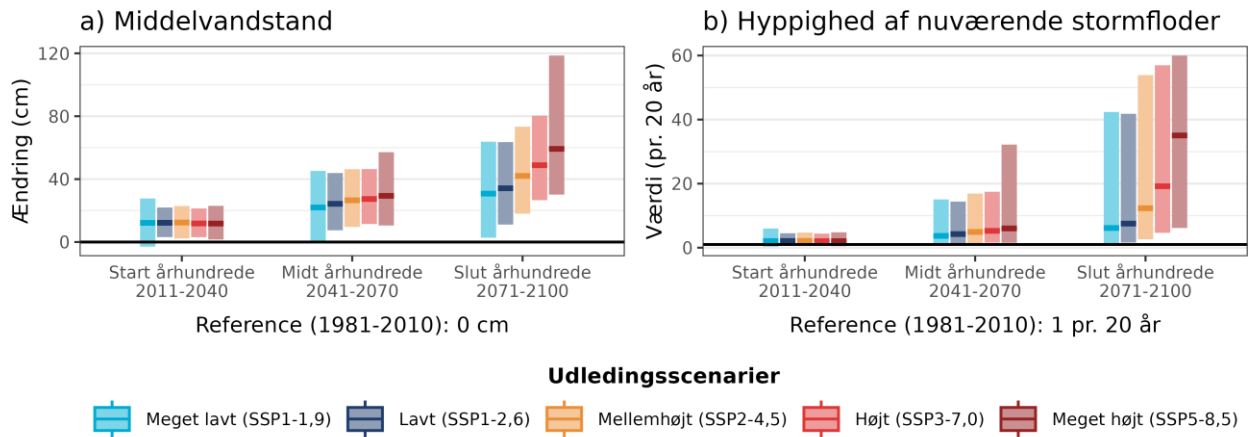 a) Middelvandstand
Ændring (cm)
120
80
40
0
Start århundrede
2011-2040
Midt århundrede
2041-2070
Slut århundrede
2071-2100
Reference (1981-2010): 0 cm
b) Hyppighed af nuværende stormfloder
Værdi (pr. 20 år)
60
40
20
0
Start århundrede
2011-2040
Midt århundrede
2041-2070
Slut århundrede
2071-2100
Reference (1981-2010): 1 pr. 20 år
Udledingsscenarier
Meget lavt (SSP1-1,9)
Lavt (SSP1-2,6)
Mellemhøjt (SSP2-4,5)
Højt (SSP3-7,0)
Meget højt (SSP5-8,5)